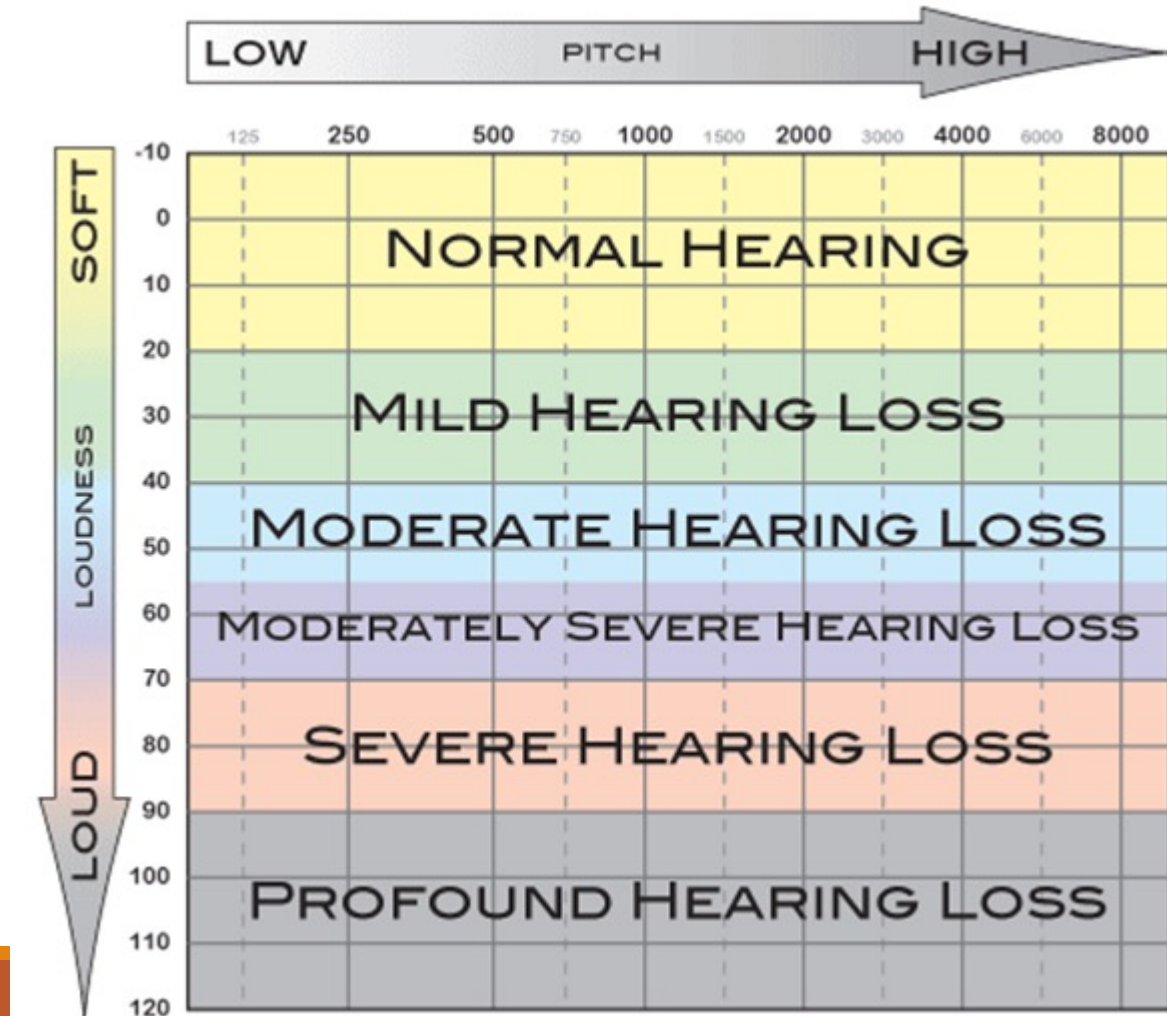 LOW PITCH HIGH
125 250 500 750 1000 1500 2000 3000 4000 6000 8000
SOFT
LOUDNESS
LOUD
-10
0
NORMAL HEARING
10
20
MILD HEARING LOSS
30
40
MODERATE HEARING LOSS
50
60
MODERATELY SEVERE HEARING LOSS
70
SEVERE HEARING LOSS
80
90
100
PROFOUND HEARING LOSS
110
120